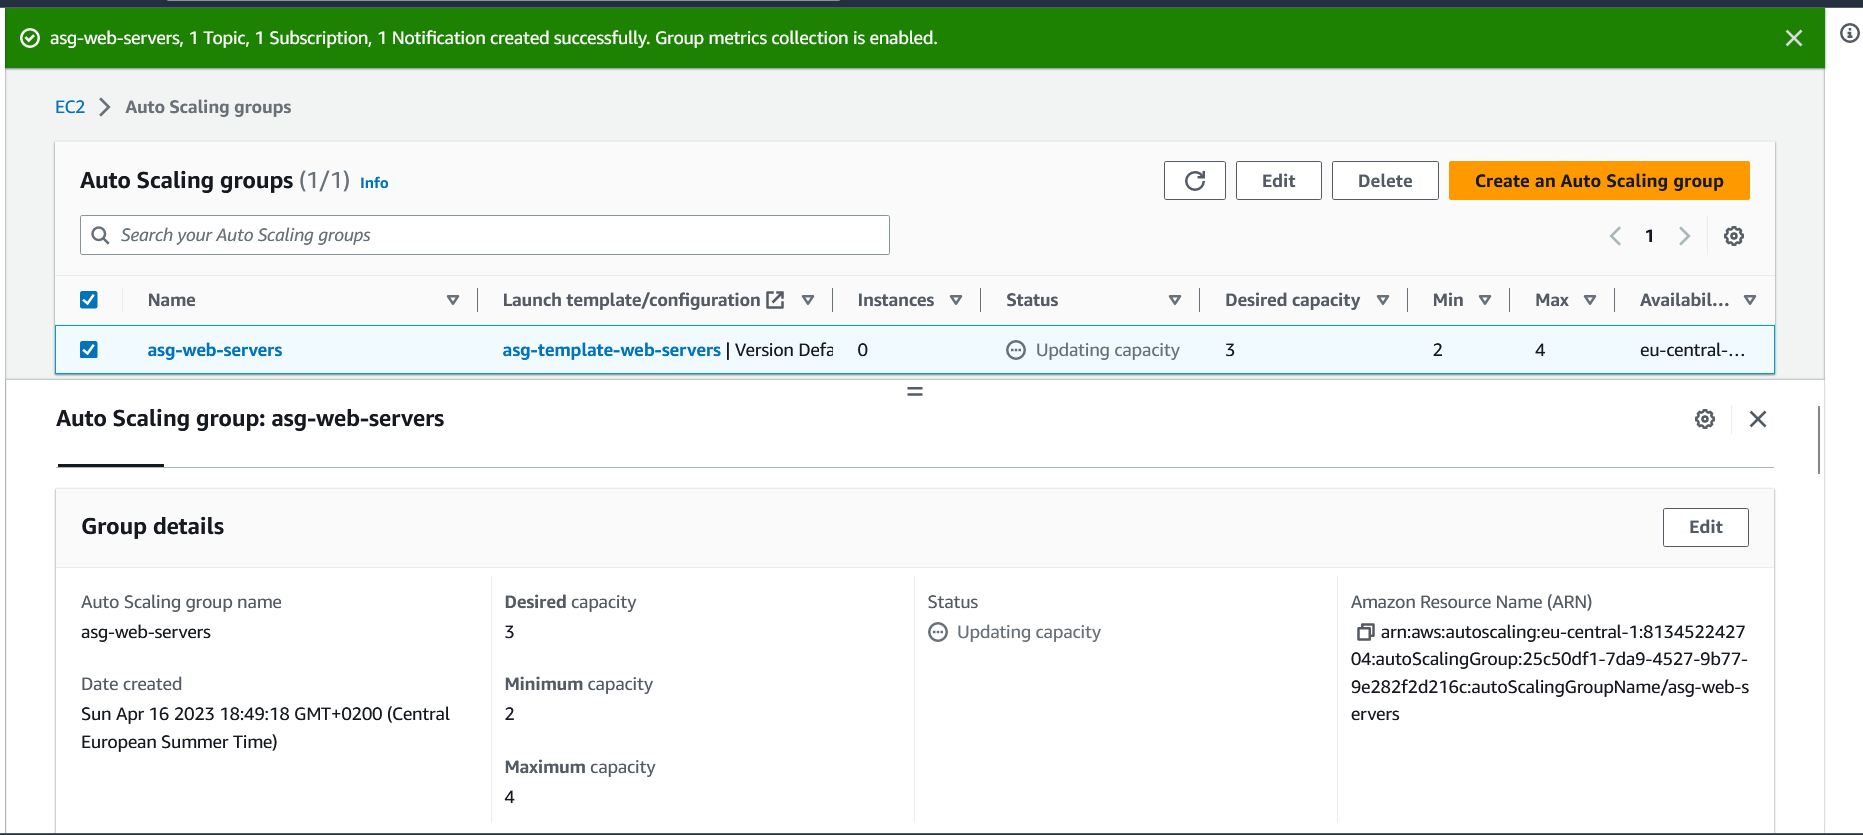 asg-web-servers, 1 Topic, 1 Subscription, 1 Notification created successfully. Group metrics collection is enabled.
EC2 > Auto Scaling groups
Auto Scaling groups (1/1) Info
Edit
Delete
Create an Auto Scaling group
Search your Auto Scaling groups
1
Name Launch template/configuration Instances Status Desired capacity Min Max Availabil...
asg-web-servers asg-template-web-servers | Version Defa 0 Updating capacity 3 2 4 eu-central-...
Auto Scaling group: asg-web-servers
Group details
Edit
Auto Scaling group name
asg-web-servers
Date created
Sun Apr 16 2023 18:49:18 GMT+0200 (Central
European Summer Time)
Desired capacity
3
Minimum capacity
2
Maximum capacity
4
Status
Updating capacity
Amazon Resource Name (ARN)
arn:aws:autoscaling:eu-central-1:8134522427
04:autoScalingGroup:25c50df1-7da9-4527-9b77-
9e282f2d216c:autoScalingGroupName/asg-web-s
ervers